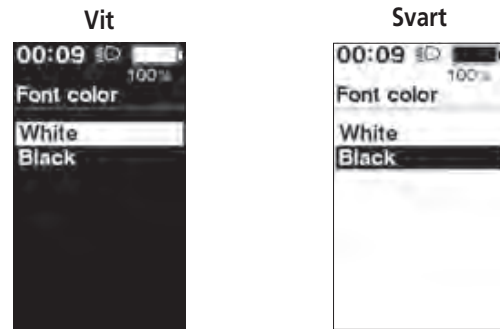 Vit
00:09
100%
Font color
White
Black
Svart
00:09
100%
Font color
White
Black